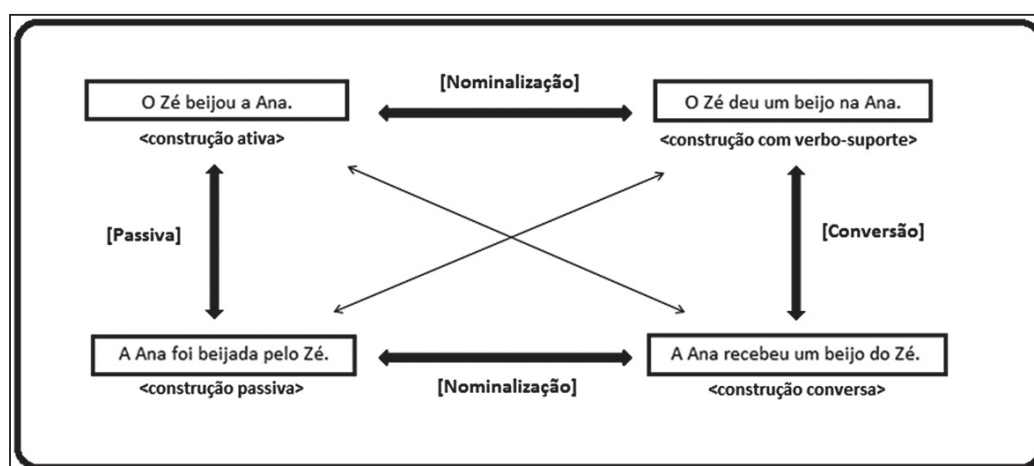 [Nominalização]
O Zé beijou a Ana.
O Zé deu um beijo na Ana.
<construção ativa>
<construção com verbo-suporte>
[Passiva]
[Conversão]
A Ana foi beijada pelo Zé.
A Ana recebeu um beijo do Zé.
<construção passiva>
[Nominalização]
<construção conversa>